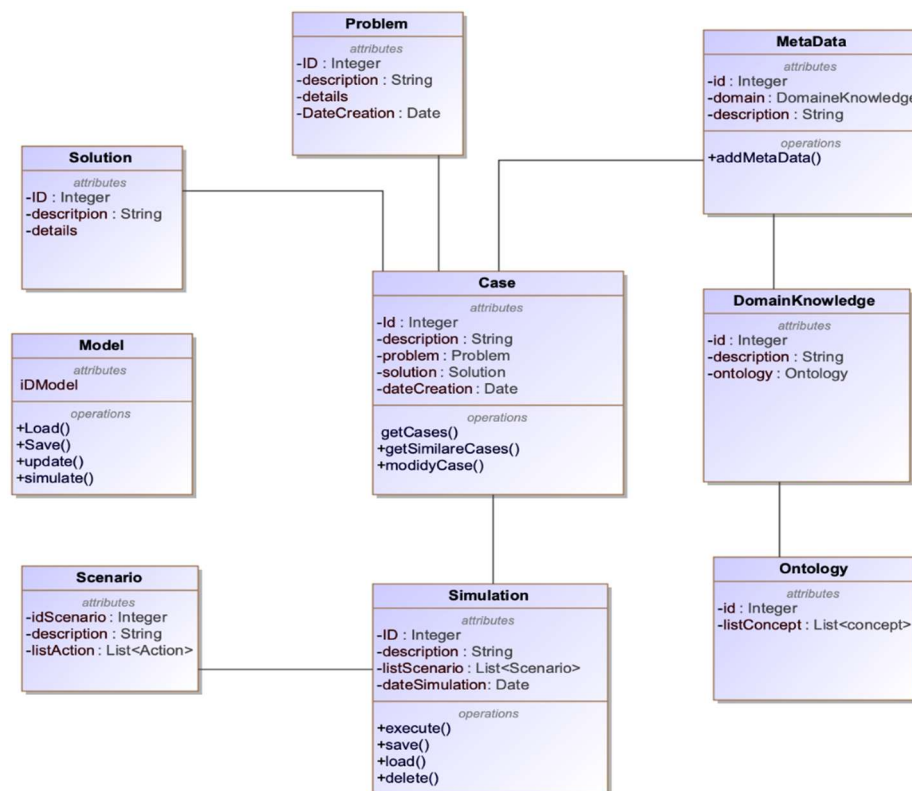 Problem
attributes
-ID : Integer
-description : String
-details
-DateCreation : Date
MetaData
attributes
-id : Integer
-domain : DomaineKnowledge
-description : String
operations
+addMetaData()
Solution
attributes
-ID : Integer
-descritpion : String
-details
Case
attributes
-Id : Integer
-description : String
-problem : Problem
-solution : Solution
-dateCreation : Date
operations
getCases()
+getSimilareCases()
+modidyCase()
DomainKnowledge
attributes
-id : Integer
-description : String
-ontology : Ontology
Model
attributes
iDModel
operations
+Load()
+Save()
+update()
+simulate()
Scenario
attributes
-idScenario : Integer
-description : String
-listAction : List<Action>
Simulation
attributes
-ID : Integer
-description : String
-listScenario : List<Scenario>
-dateSimulation: Date
operations
+execute()
+save()
+load()
+delete()
Ontology
attributes
-id : Integer
-listConcept : List<concept>